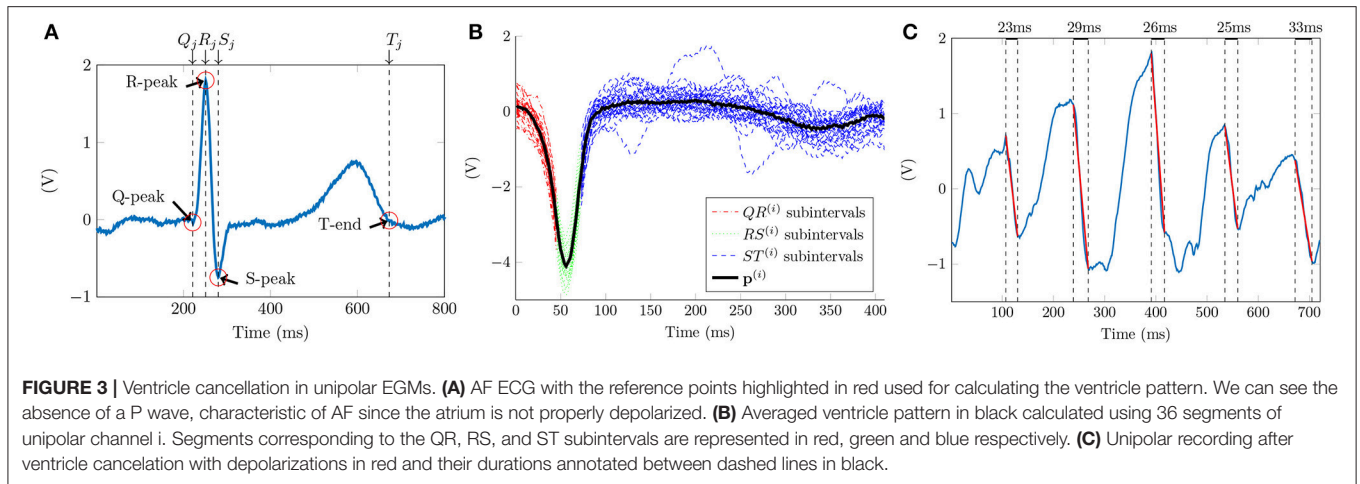 A
Q_j R_j S_j
T_j
2
R-peak
1
(V)
Q-peak
T-end
0
S-peak
−1
200
400
600
800
Time (ms)
B
2
0
(V)
−2
−4
QR^(i) subintervals
RS^(i) subintervals
ST^(i) subintervals
p^(i)
0
50
100
150
200
250
300
350
400
Time (ms)
C
23ms
29ms
26ms
25ms
33ms
2
1
(V)
0
−1
100
200
300
400
500
600
700
Time (ms)
FIGURE 3 | Ventricle cancellation in unipolar EGMs. (A) AF ECG with the reference points highlighted in red used for calculating the ventricle pattern. We can see the
absence of a P wave, characteristic of AF since the atrium is not properly depolarized. (B) Averaged ventricle pattern in black calculated using 36 segments of
unipolar channel i. Segments corresponding to the QR, RS, and ST subintervals are represented in red, green and blue respectively. (C) Unipolar recording after
ventricle cancelation with depolarizations in red and their durations annotated between dashed lines in black.